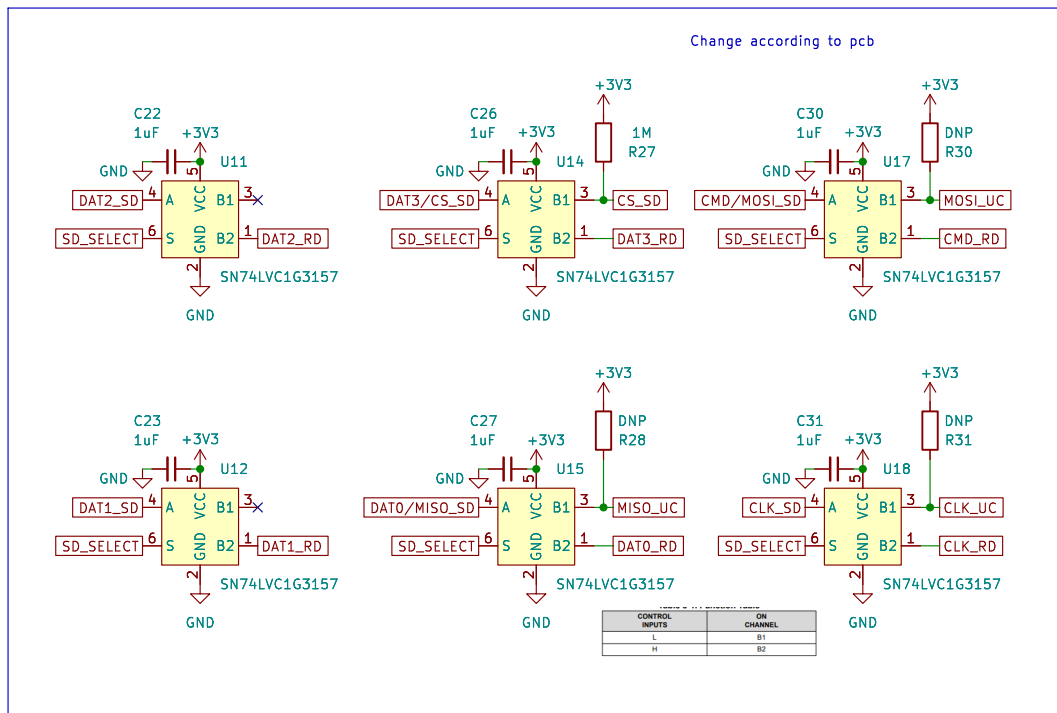 Change according to pcb
C22
1uF
+3V3
GND
U11
5
DAT2_SD
4
A
VCC
B1
3
SD_SELECT
6
S
GND
B2
1
DAT2_RD
2
SN74LVC1G3157
GND
+3V3
C26
1uF
+3V3
1M
R27
GND
U14
5
DAT3/CS_SD
4
A
VCC
B1
3
CS_SD
SD_SELECT
6
S
GND
B2
1
DAT3_RD
2
SN74LVC1G3157
GND
+3V3
C30
1uF
+3V3
DNP
R30
GND
U17
5
CMD/MOSI_SD
4
A
VCC
B1
3
MOSI_UC
SD_SELECT
6
S
GND
B2
1
CMD_RD
2
SN74LVC1G3157
GND
C23
1uF
+3V3
GND
U12
5
DAT1_SD
4
A
VCC
B1
3
SD_SELECT
6
S
GND
B2
1
DAT1_RD
2
SN74LVC1G3157
GND
+3V3
C27
1uF
+3V3
DNP
R28
GND
U15
5
DAT0/MISO_SD
4
A
VCC
B1
3
MISO_UC
SD_SELECT
6
S
GND
B2
1
DAT0_RD
2
SN74LVC1G3157
GND
+3V3
C31
1uF
+3V3
DNP
R31
GND
U18
5
CLK_SD
4
A
VCC
B1
3
CLK_UC
SD_SELECT
6
S
GND
B2
1
CLK_RD
2
SN74LVC1G3157
GND
CONTROL INPUTS
ON CHANNEL
L
B1
H
B2